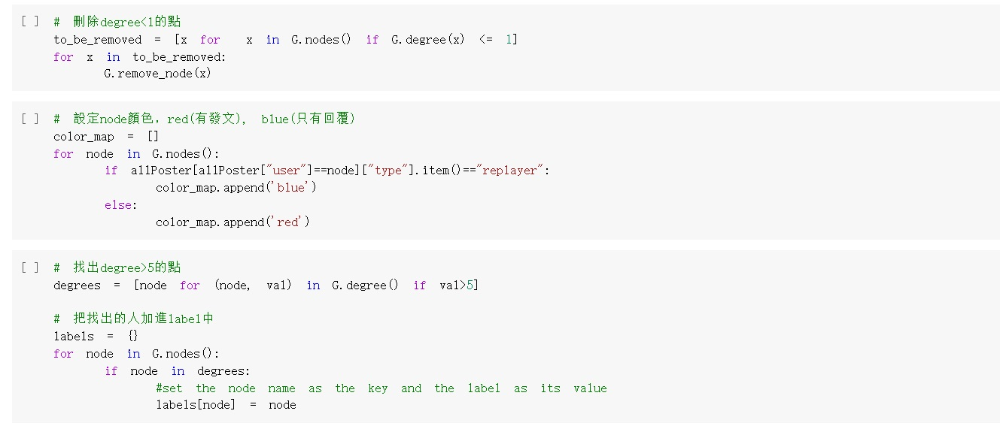 [ ] # 刪除degree<1的點
to_be_removed = [x for x in G.nodes() if G.degree(x) <= 1]
for x in to_be_removed:
G.remove_node(x)
[ ] # 設定node顏色，red(有發文), blue(只有回覆)
color_map = []
for node in G.nodes():
if allPoster[allPoster["user"]==node]["type"].item()=="replayer":
color_map.append('blue')
else:
color_map.append('red')
[ ] # 找出degree>5的點
degrees = [node for (node, val) in G.degree() if val>5]
# 把找出的人加進label中
labels = {}
for node in G.nodes():
if node in degrees:
#set the node name as the key and the label as its value
labels[node] = node